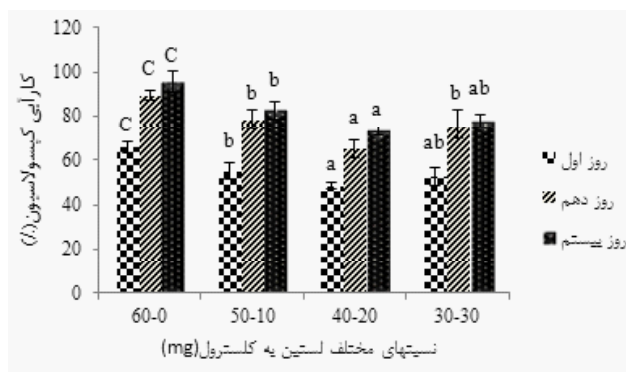 120
100
80
60
40
20
0
کارآیی کپسولاسیون(٪)
C C C
b b b
a a a
ab b ab
60-0 50-10 40-20 30-30
نسبتهای مختلف لستین به کلسترول(mg)
روز اول
روز دهم
روز بیستم